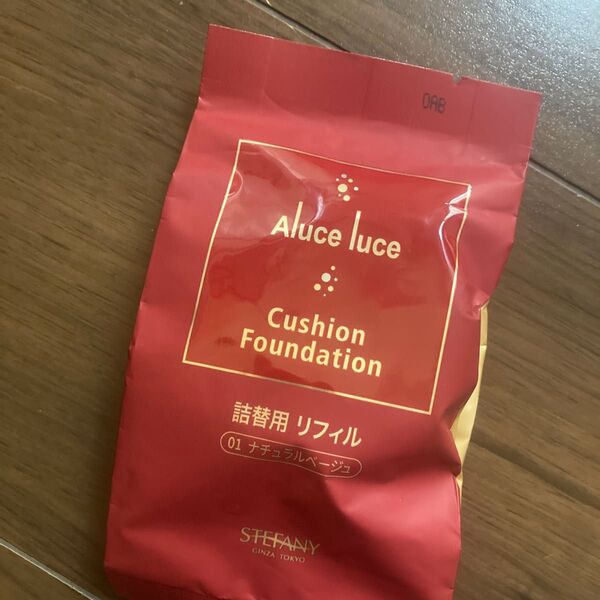 OAB
Aluce luce
Cushion
Foundation
詰替用 リフィル
01 ナチュラルベージュ
STEFANY
GINZA TOKYO